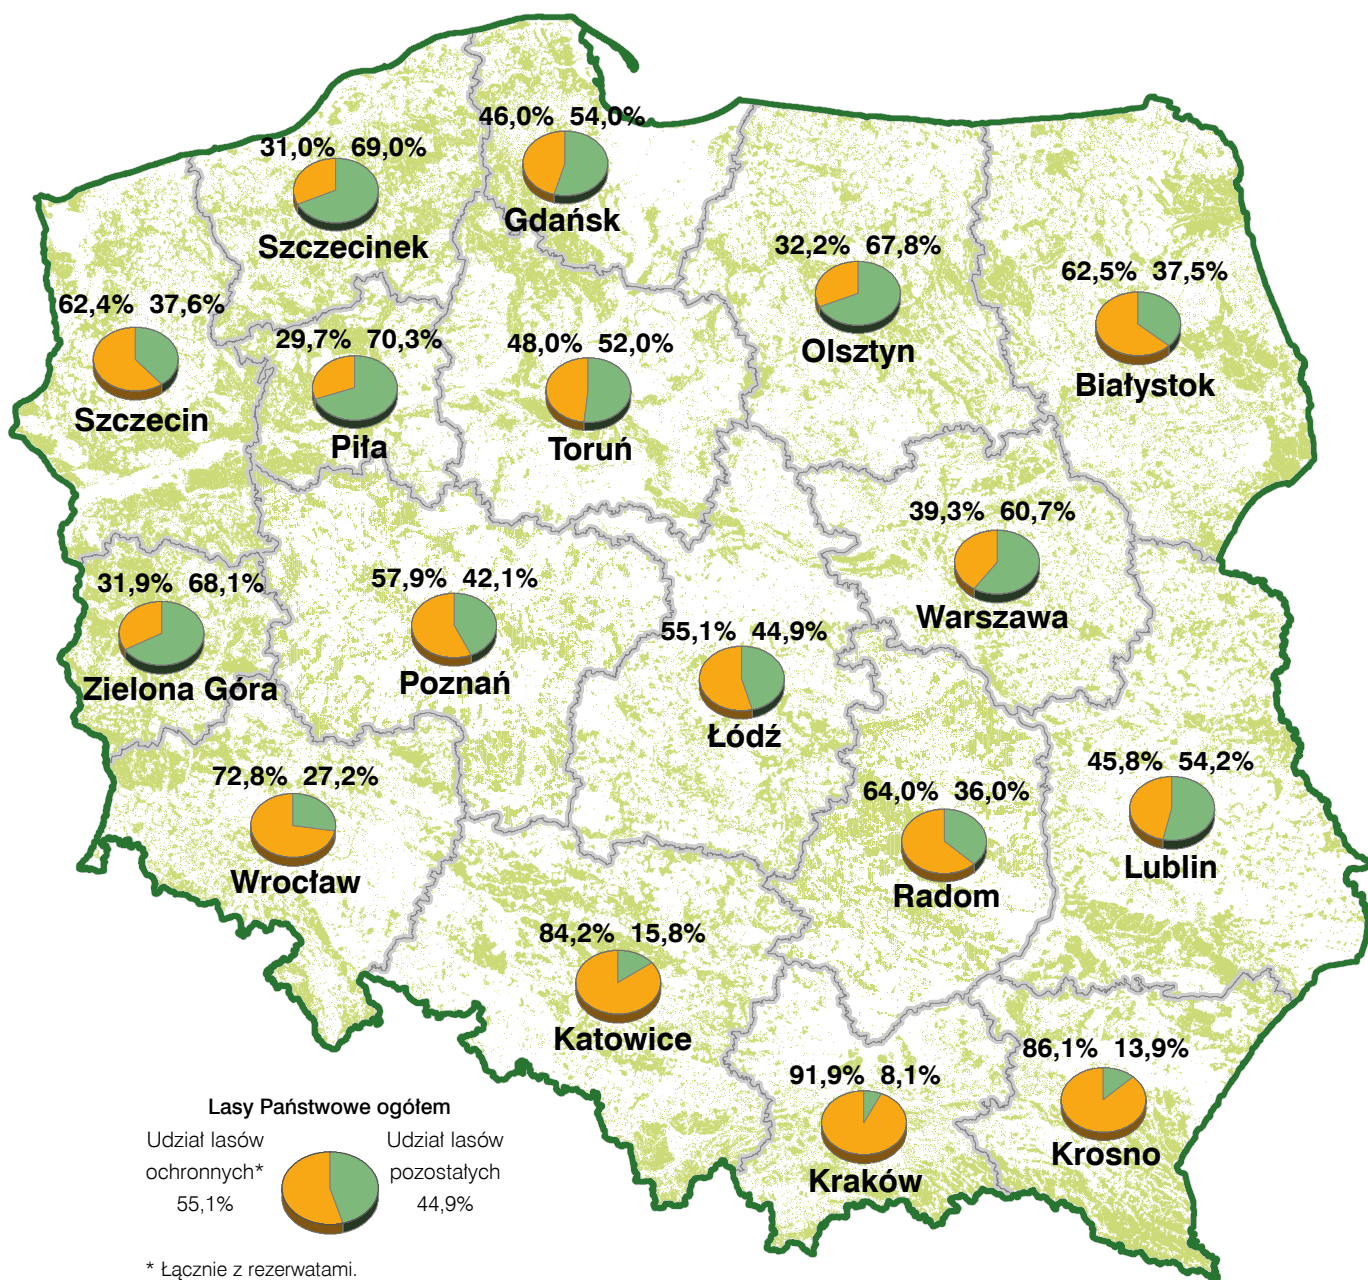 46,0% 54,0%
Gdańsk
31,0% 69,0%
Szczecinek
32,2% 67,8%
Olsztyn
62,5% 37,5%
Białystok
62,4% 37,6%
Szczecin
29,7% 70,3%
Piła
48,0% 52,0%
Toruń
39,3% 60,7%
Warszawa
31,9% 68,1%
Zielona Góra
57,9% 42,1%
Poznań
55,1% 44,9%
Łódź
72,8% 27,2%
Wrocław
64,0% 36,0%
Radom
45,8% 54,2%
Lublin
84,2% 15,8%
Katowice
91,9% 8,1%
Kraków
86,1% 13,9%
Krosno
Lasy Państwowe ogółem
Udział lasów
ochronnych*
55,1%
Udział lasów
pozostałych
44,9%
* Łącznie z rezerwatami.